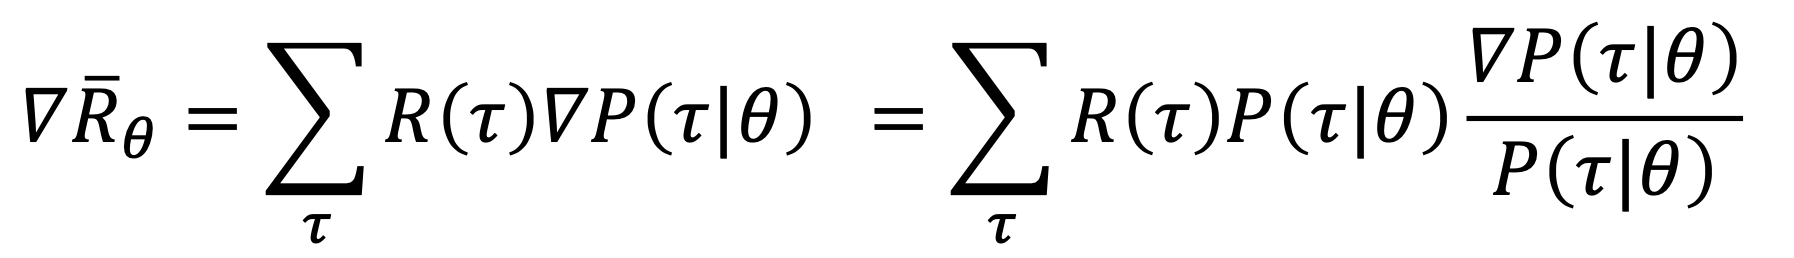 ∇R̄_θ = ∑_τ R(τ)∇P(τ|θ) = ∑_τ R(τ)P(τ|θ) ∇P(τ|θ)/P(τ|θ)